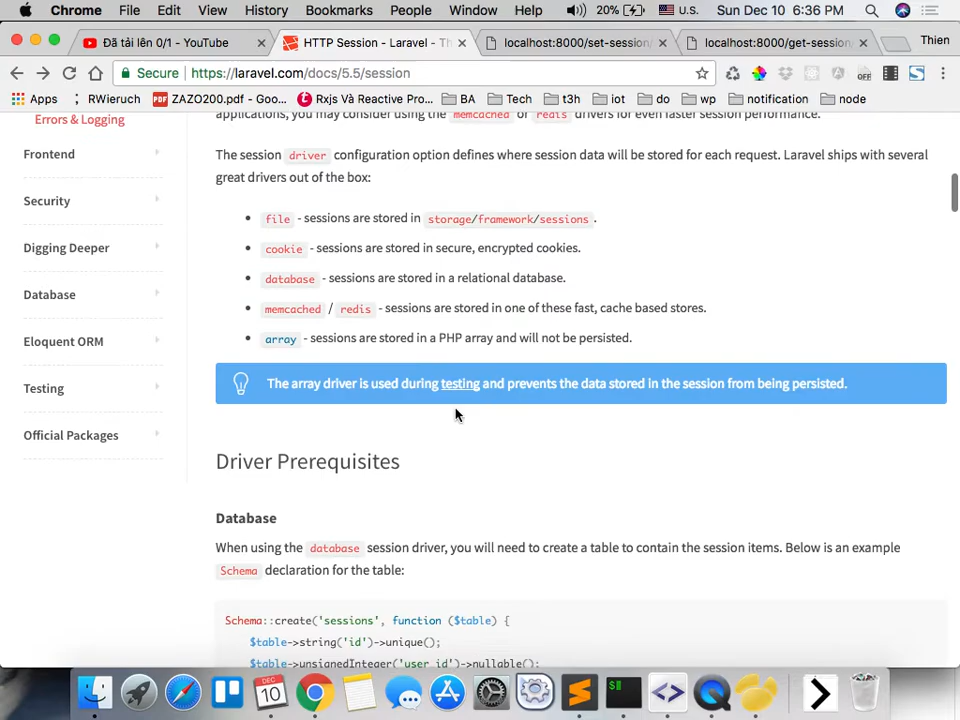 Chrome File Edit View History Bookmarks People Window Help 20% U.S. Sun Dec 10 6:36 PM
Đã tải lên 0/1 - YouTube HTTP Session - Laravel - Th localhost:8000/set-session/ localhost:8000/get-session/ Thien
Secure https://laravel.com/docs/5.5/session OFF
Apps RWieruch PDF ZAZO200.pdf - Goo... Rxjs Và Reactive Pro... BA Tech t3h iot do wp notification node
Errors & Logging
Frontend
Security
Digging Deeper
Database
Eloquent ORM
Testing
Official Packages
applications, you may consider using the memcached or redis drivers for even faster session performance.
The session driver configuration option defines where session data will be stored for each request. Laravel ships with several
great drivers out of the box:
• file - sessions are stored in storage/framework/sessions.
• cookie - sessions are stored in secure, encrypted cookies.
• database - sessions are stored in a relational database.
• memcached / redis - sessions are stored in one of these fast, cache based stores.
• array - sessions are stored in a PHP array and will not be persisted.
The array driver is used during testing and prevents the data stored in the session from being persisted.
Driver Prerequisites
Database
When using the database session driver, you will need to create a table to contain the session items. Below is an example
Schema declaration for the table:
Schema::create('sessions', function ($table) {
$table->string('id')->unique();
$table->unsignedInteger('user_id')->nullable();
10